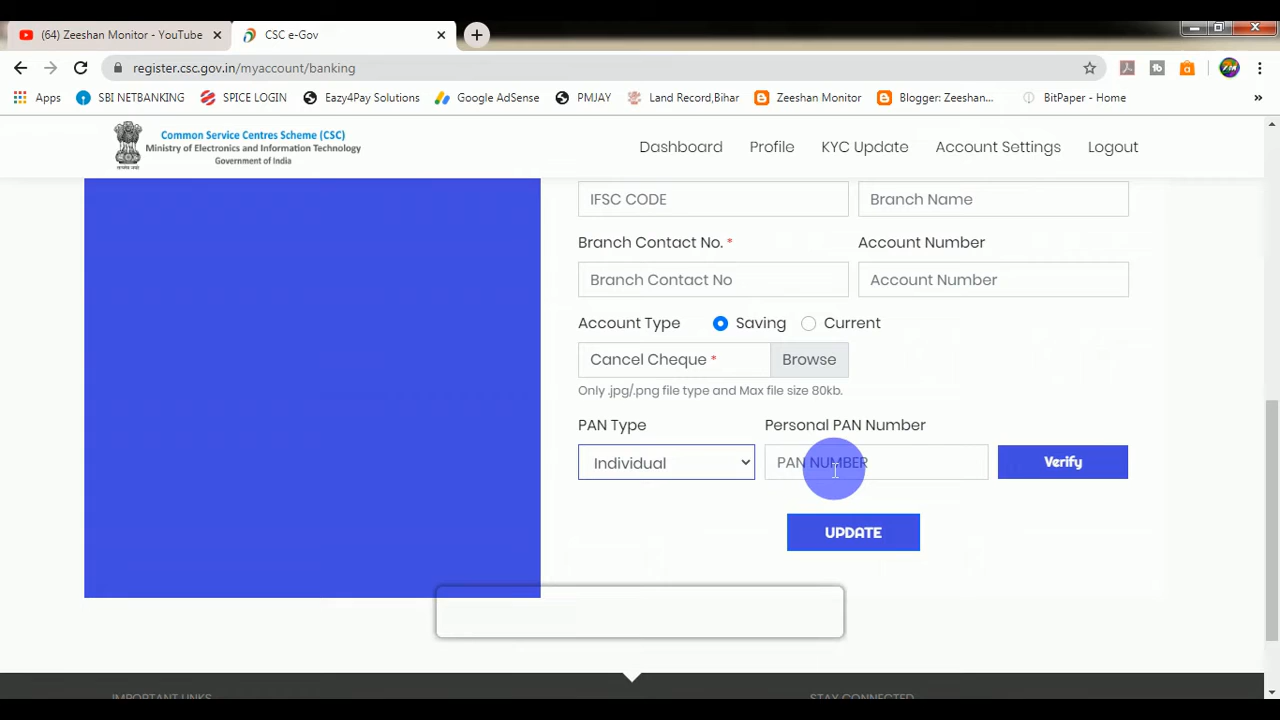 (64) Zeeshan Monitor - YouTube
CSC e-Gov
register.csc.gov.in/myaccount/banking
Apps
SBI NETBANKING
SPICE LOGIN
Eazy4Pay Solutions
Google AdSense
PMJAY
Land Record,Bihar
Zeeshan Monitor
Blogger: Zeeshan...
BitPaper - Home
Common Service Centres Scheme (CSC)
Ministry of Electronics and Information Technology
Government of India
Dashboard
Profile
KYC Update
Account Settings
Logout
IFSC CODE
Branch Name
Branch Contact No. *
Account Number
Branch Contact No
Account Number
Account Type
Saving
Current
Cancel Cheque *
Browse
Only .jpg/.png file type and Max file size 80kb.
PAN Type
Personal PAN Number
Individual
PAN NUMBER
Verify
UPDATE
IMPORTANT LINKS
STAY CONNECTED